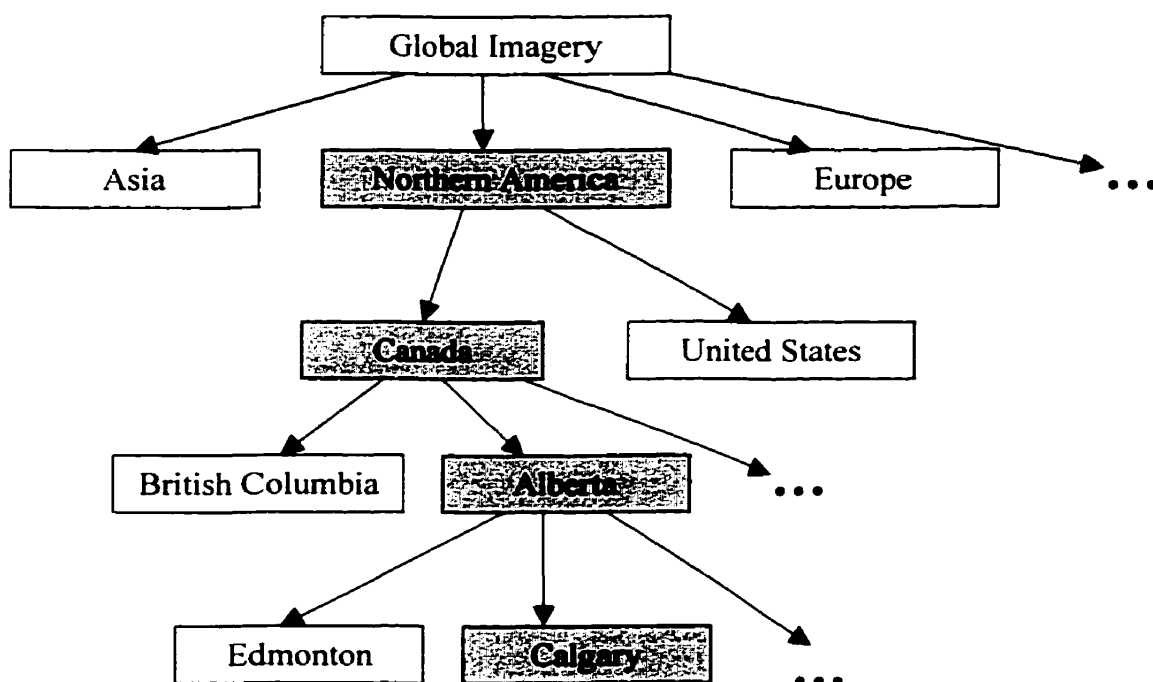 Global Imagery
Asia
Northern America
Europe
...
Canada
United States
British Columbia
Alberta
...
Edmonton
Calgary
...